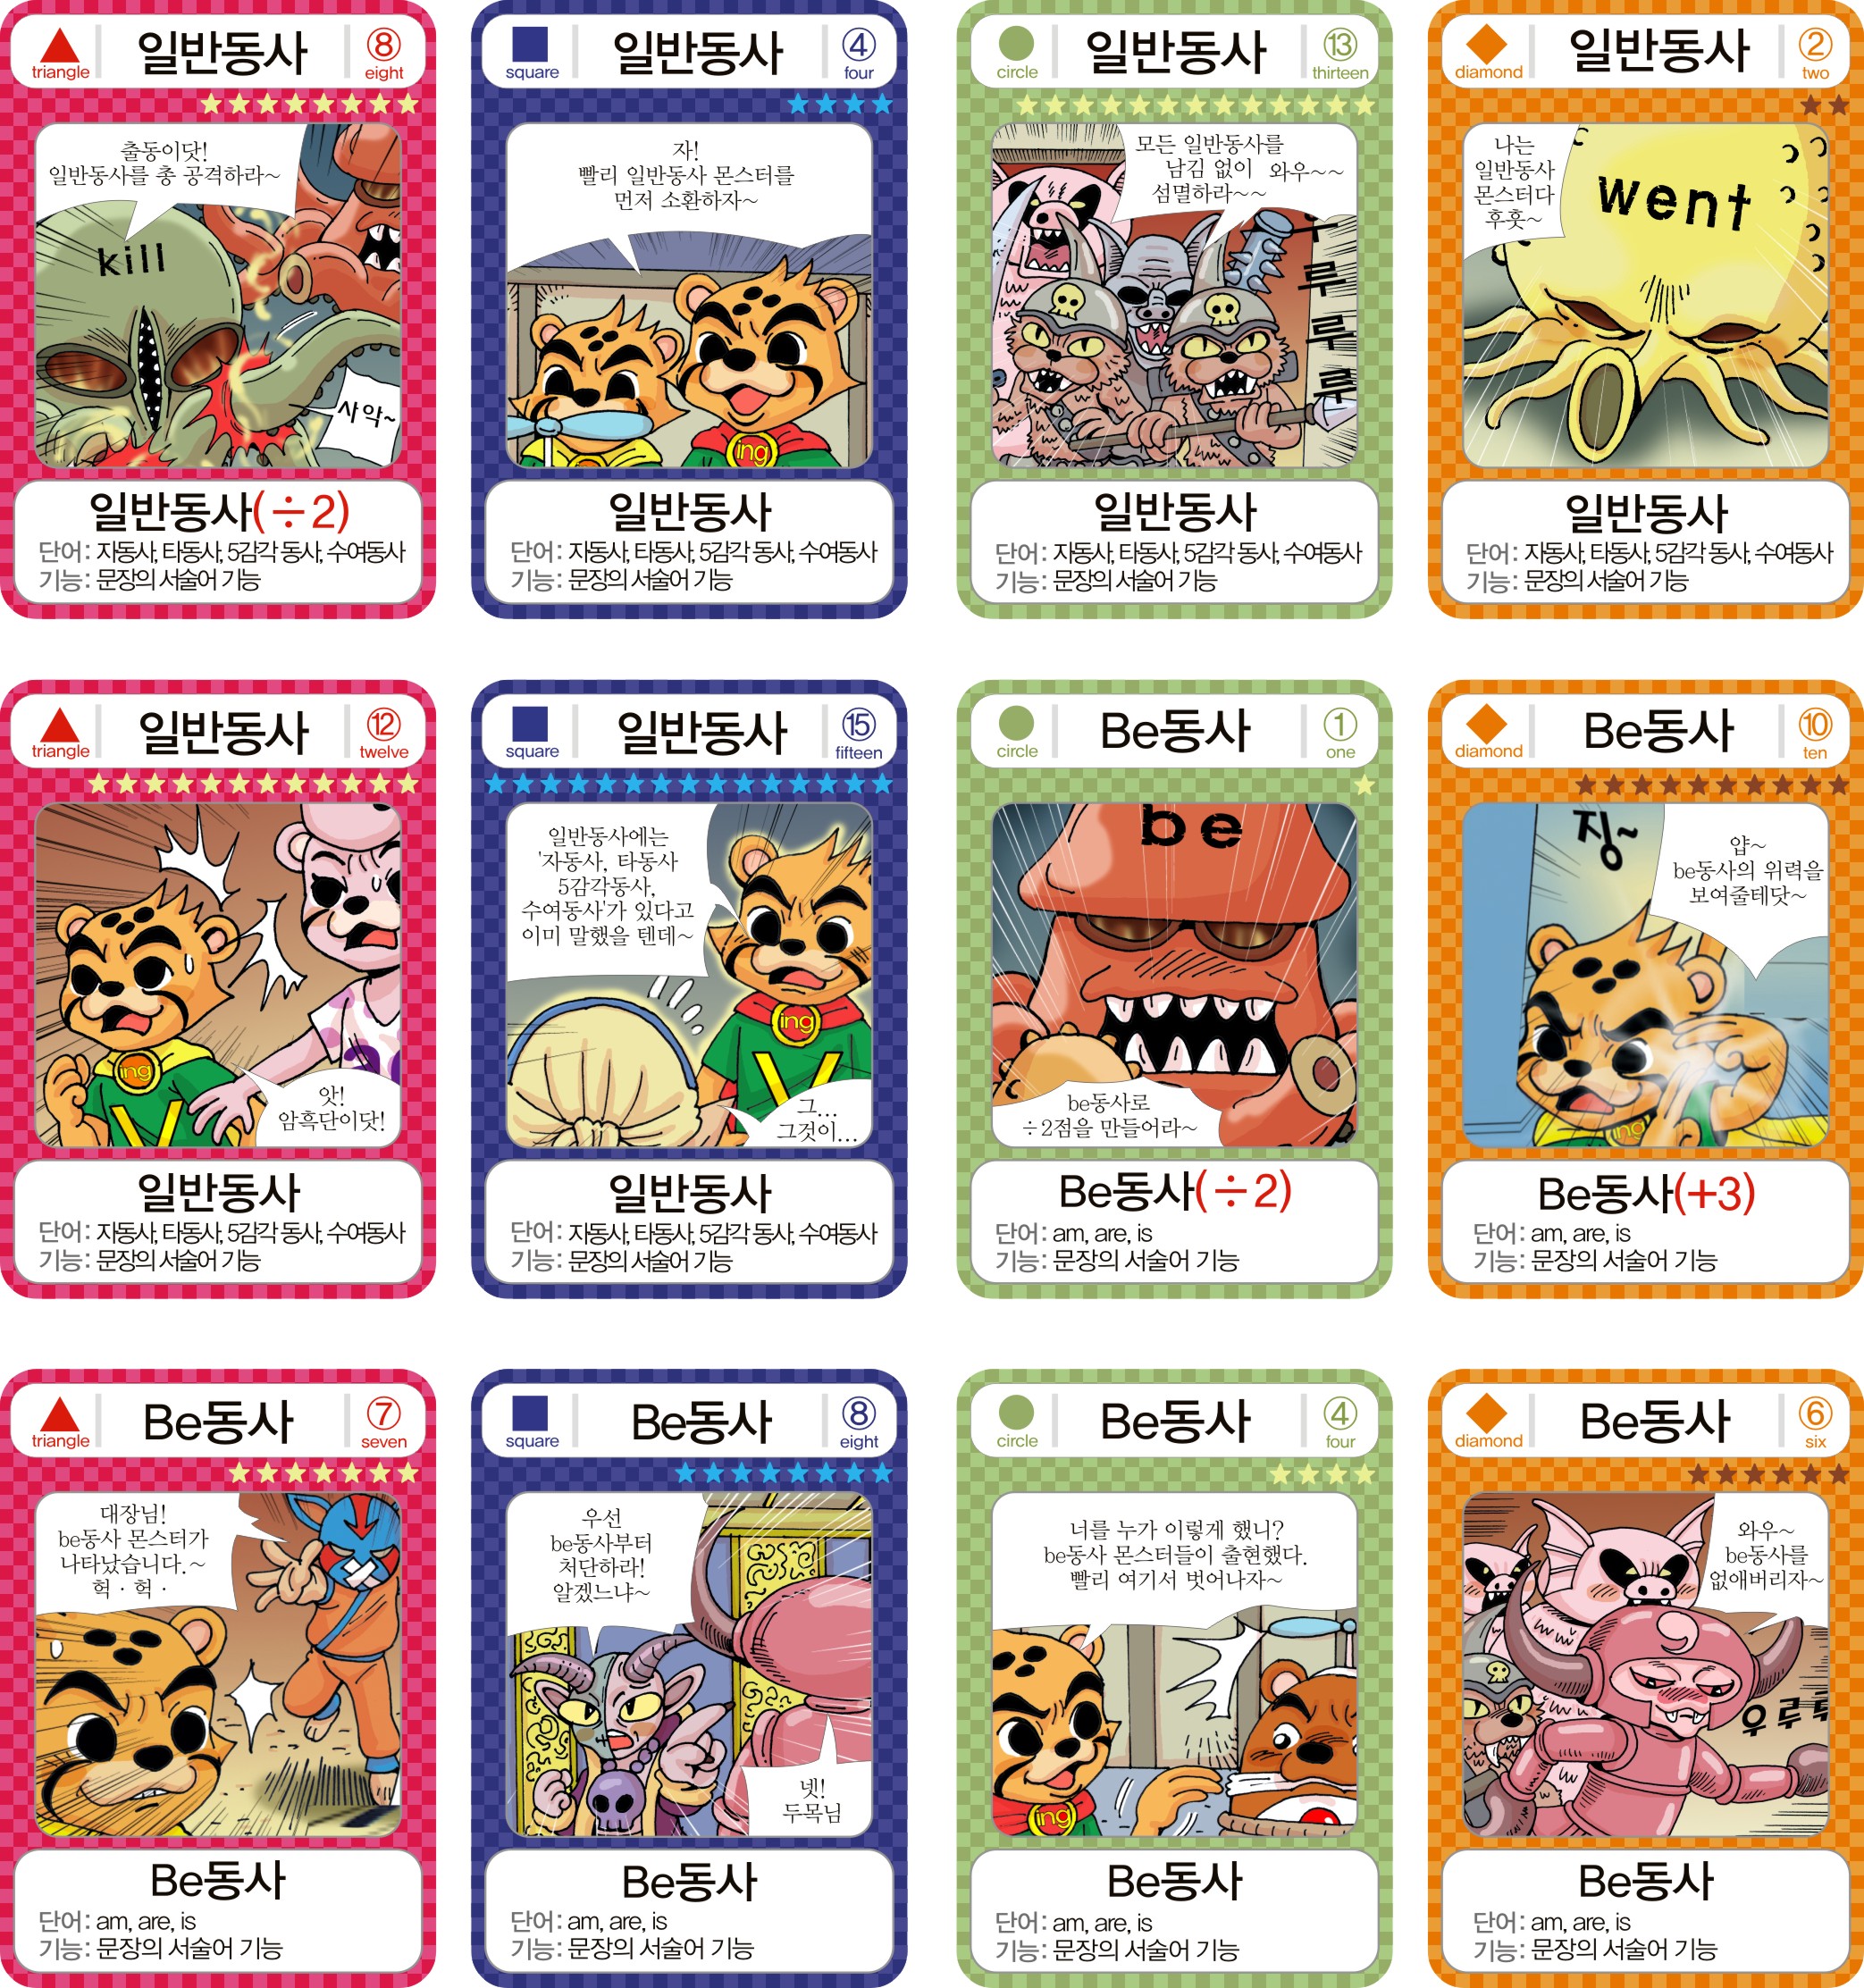 triangle
일반동사
⑧
eight
출동이닷!
일반동사를 총 공격하라~
kill
사악~
일반동사(÷2)
단어: 자동사, 타동사, 5감각 동사, 수여동사
기능: 문장의 서술어 기능
square
일반동사
④
four
자!
빨리 일반동사 몬스터를
먼저 소환하자~
ing
일반동사
단어: 자동사, 타동사, 5감각 동사, 수여동사
기능: 문장의 서술어 기능
circle
일반동사
⑬
thirteen
모든 일반동사를
남김 없이
섬멸하라~~
와우~~
우
루
루
루
일반동사
단어: 자동사, 타동사, 5감각 동사, 수여동사
기능: 문장의 서술어 기능
diamond
일반동사
②
two
나는
일반동사
몬스터다
후훗~
went
일반동사
단어: 자동사, 타동사, 5감각 동사, 수여동사
기능: 문장의 서술어 기능
triangle
일반동사
⑫
twelve
ing
앗!
암흑단이닷!
일반동사
단어: 자동사, 타동사, 5감각 동사, 수여동사
기능: 문장의 서술어 기능
square
일반동사
⑮
fifteen
일반동사에는
'자동사, 타동사
5감각동사,
수여동사'가 있다고
이미 말했을 텐데~
ing
그...
그것이...
일반동사
단어: 자동사, 타동사, 5감각 동사, 수여동사
기능: 문장의 서술어 기능
circle
Be동사
①
one
be
be동사로
÷2점을 만들어라~
Be동사(÷2)
단어: am, are, is
기능: 문장의 서술어 기능
diamond
Be동사
⑩
ten
징~
얍~
be동사의 위력을
보여줄테닷~
ing
Be동사(+3)
단어: am, are, is
기능: 문장의 서술어 기능
triangle
Be동사
⑦
seven
대장님!
be동사 몬스터가
나타났습니다.~
헉 · 헉 ·
Be동사
단어: am, are, is
기능: 문장의 서술어 기능
square
Be동사
⑧
eight
우선
be동사부터
처단하라!
알겠느냐~
넷!
두목님
Be동사
단어: am, are, is
기능: 문장의 서술어 기능
circle
Be동사
④
four
너를 누가 이렇게 했니?
be동사 몬스터들이 출현했다.
빨리 여기서 벗어나자~
ing
Be동사
단어: am, are, is
기능: 문장의 서술어 기능
diamond
Be동사
⑥
six
와우~
be동사를
없애버리자~
우루루
Be동사
단어: am, are, is
기능: 문장의 서술어 기능